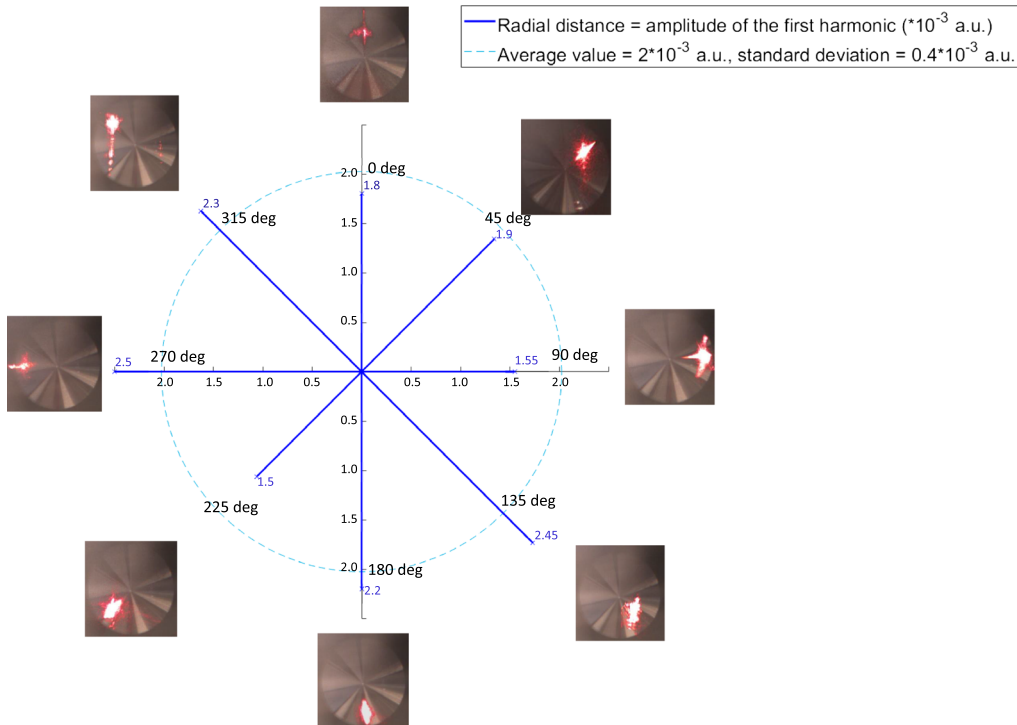 Radial distance = amplitude of the first harmonic (*10^-3 a.u.)
Average value = 2*10^-3 a.u., standard deviation = 0.4*10^-3 a.u.
2.0
0 deg
1.8
2.3
315 deg
1.5
45 deg
1.9
1.0
0.5
2.5
270 deg
1.55
90 deg
2.0
1.5
1.0
0.5
0.5
1.0
1.5
2.0
2.5
0.5
1.0
1.5
225 deg
135 deg
1.5
2.45
2.0
180 deg
2.2